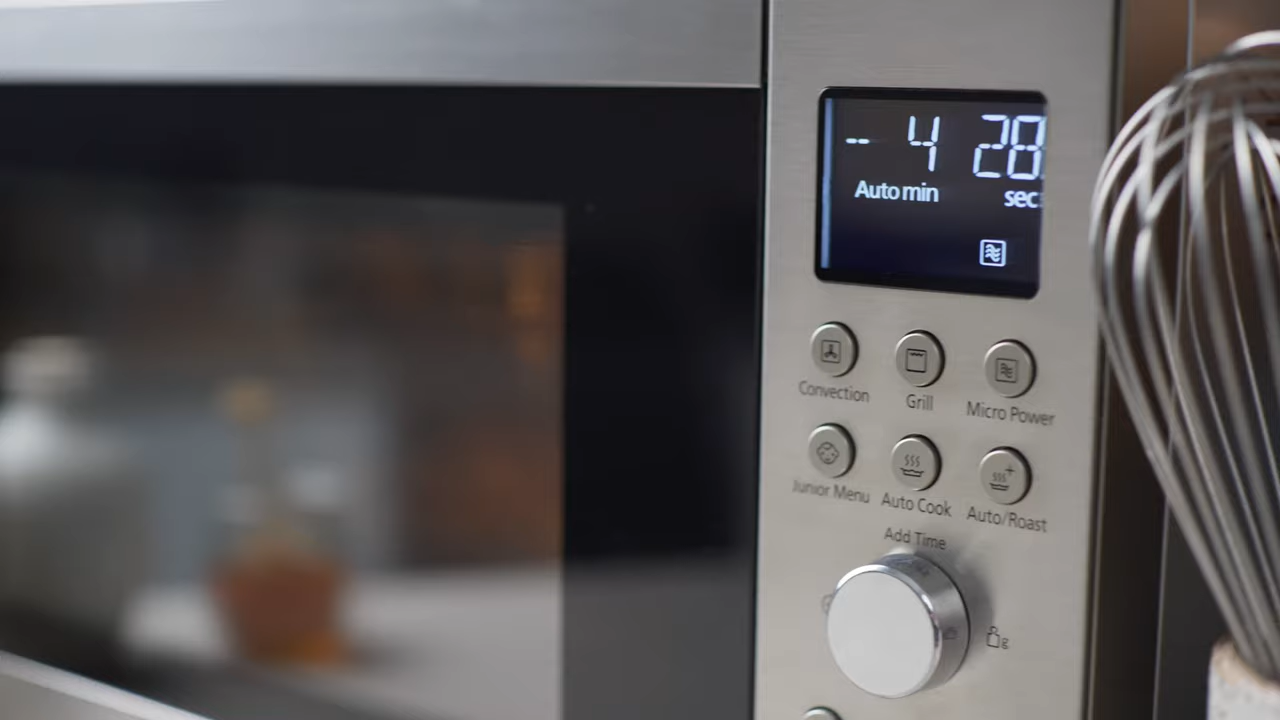 -- 4 28
Auto min sec
Convection Grill Micro Power
Junior Menu Auto Cook Auto/Roast
Add Time
g